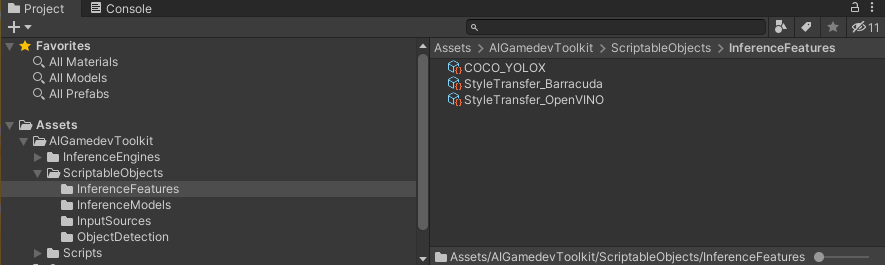 Project
Console
11
Favorites
All Materials
All Models
All Prefabs
Assets
AIGamedevToolkit
InferenceEngines
ScriptableObjects
InferenceFeatures
InferenceModels
InputSources
ObjectDetection
Scripts
Assets > AIGamedevToolkit > ScriptableObjects > InferenceFeatures
COCO_YOLOX
StyleTransfer_Barracuda
StyleTransfer_OpenVINO
Assets/AIGamedevToolkit/ScriptableObjects/InferenceFeatures